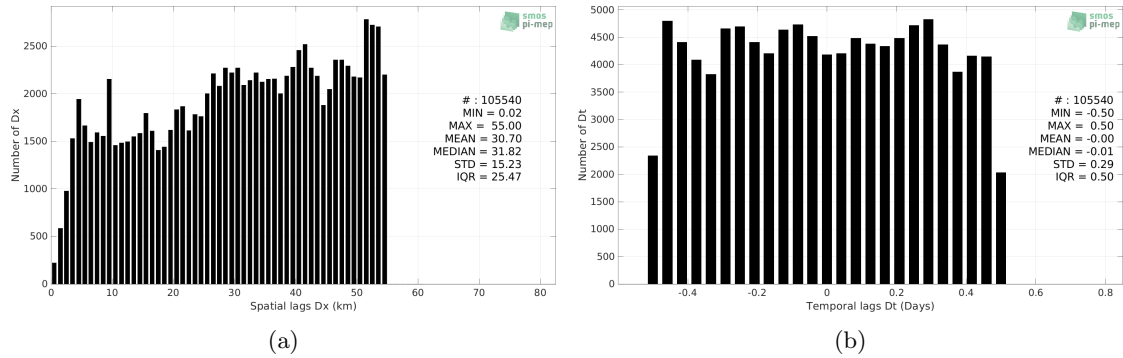 smos
pi-mep
2500
2000
1500
1000
500
0
Number of Dx
# : 105540
MIN = 0.02
MAX = 55.00
MEAN = 30.70
MEDIAN = 31.82
STD = 15.23
IQR = 25.47
0 10 20 30 40 50 60 70 80
Spatial lags Dx (km)
(a)
smos
pi-mep
5000
4500
4000
3500
3000
2500
2000
1500
1000
500
0
Number of Dt
# : 105540
MIN = -0.50
MAX = 0.50
MEAN = -0.00
MEDIAN = -0.01
STD = 0.29
IQR = 0.50
-0.4 -0.2 0 0.2 0.4 0.6 0.8
Temporal lags Dt (Days)
(b)